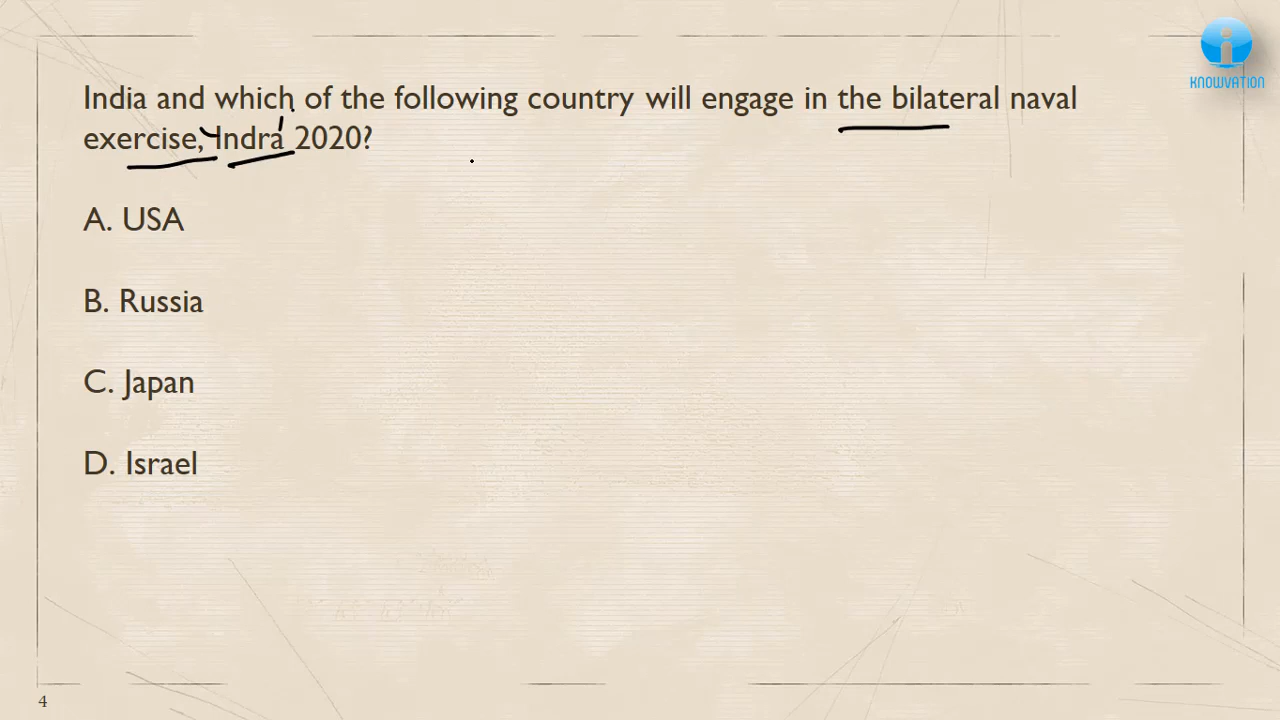 KNOWVATION
India and which of the following country will engage in the bilateral naval
exercise, Indra 2020?
A. USA
B. Russia
C. Japan
D. Israel
4